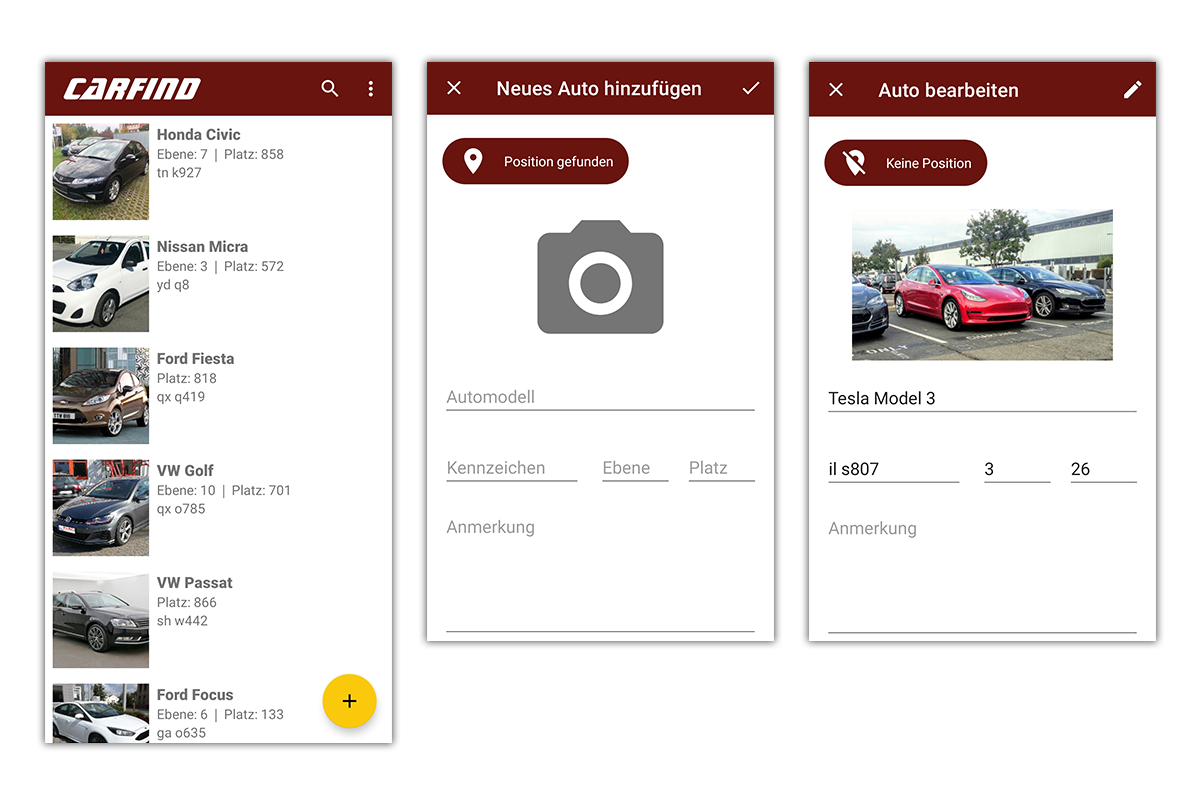 CARFIND
Honda Civic
Ebene: 7 | Platz: 858
tn k927
Nissan Micra
Ebene: 3 | Platz: 572
yd q8
Ford Fiesta
Platz: 818
qx q419
VW Golf
Ebene: 10 | Platz: 701
qx o785
VW Passat
Platz: 866
sh w442
Ford Focus
Ebene: 6 | Platz: 133
ga o635
Neues Auto hinzufügen
Position gefunden
Automodell
Kennzeichen Ebene Platz
Anmerkung
Auto bearbeiten
Keine Position
ONLY
Tesla Model 3
il s807 3 26
Anmerkung